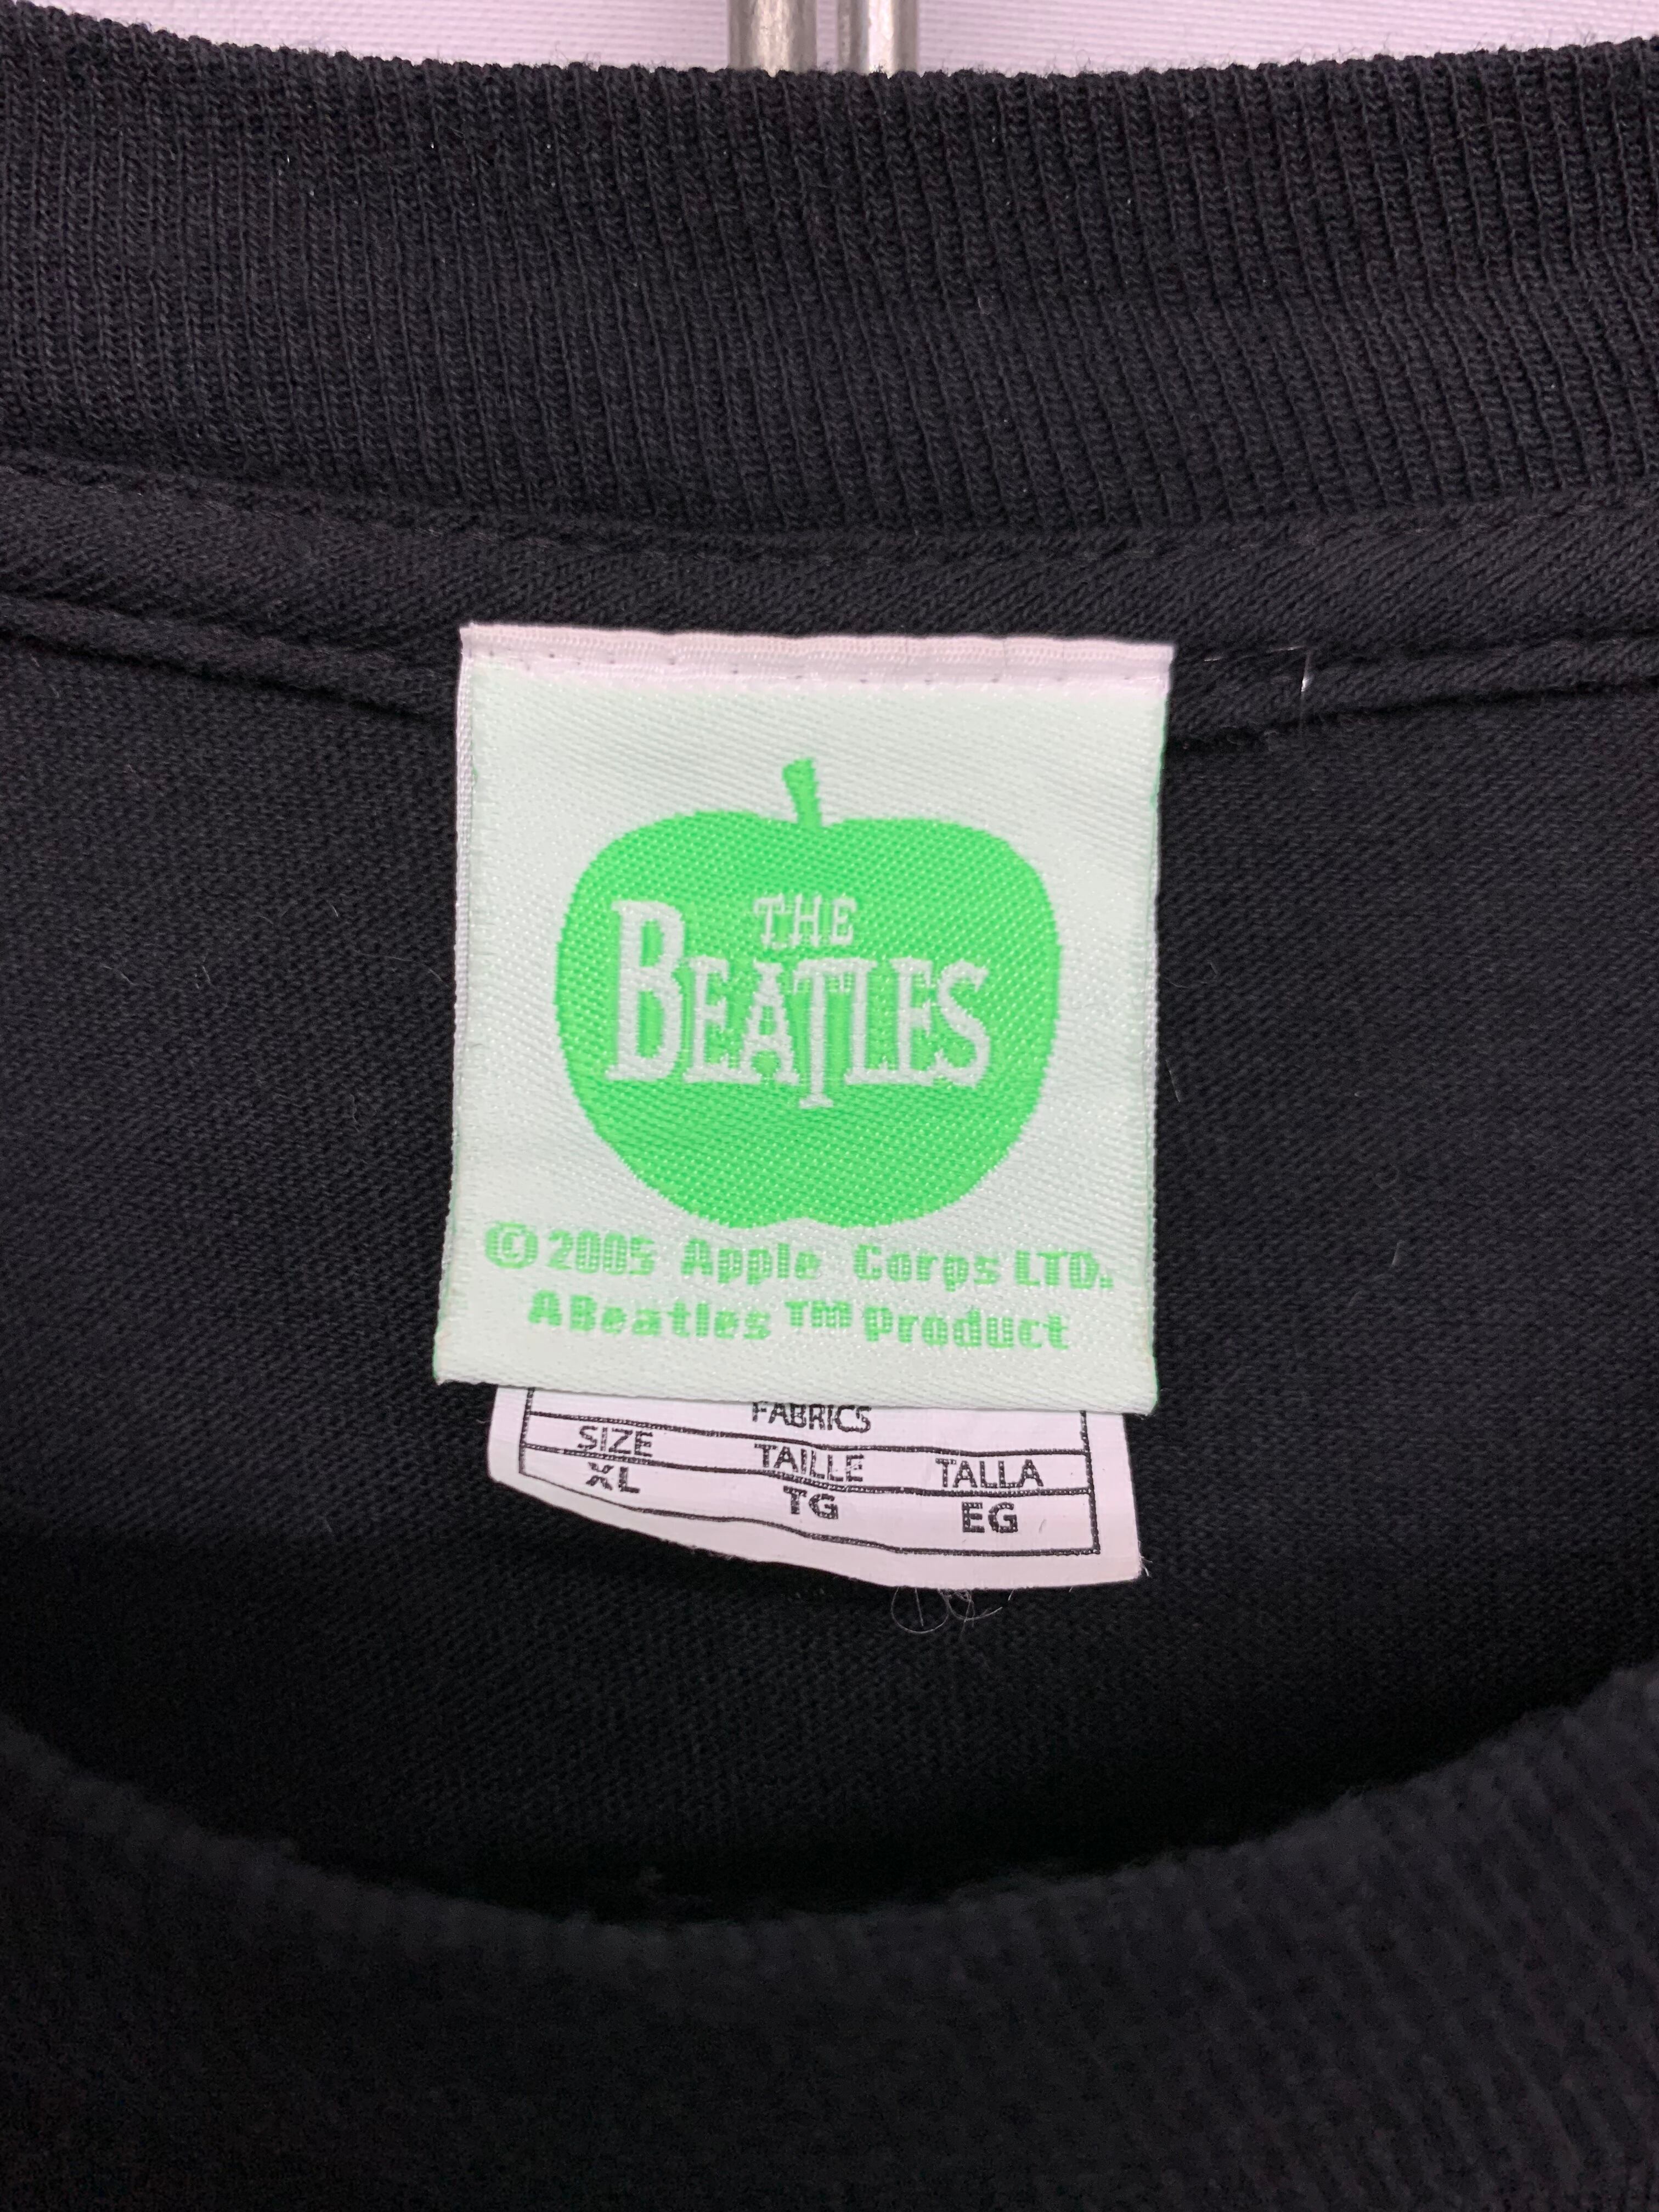 THE
BEATLES
©2005 Apple Corps LTD.
ABeatles ™ Product
FABRICS
SIZE TAILLE TALLA
XL TG EG